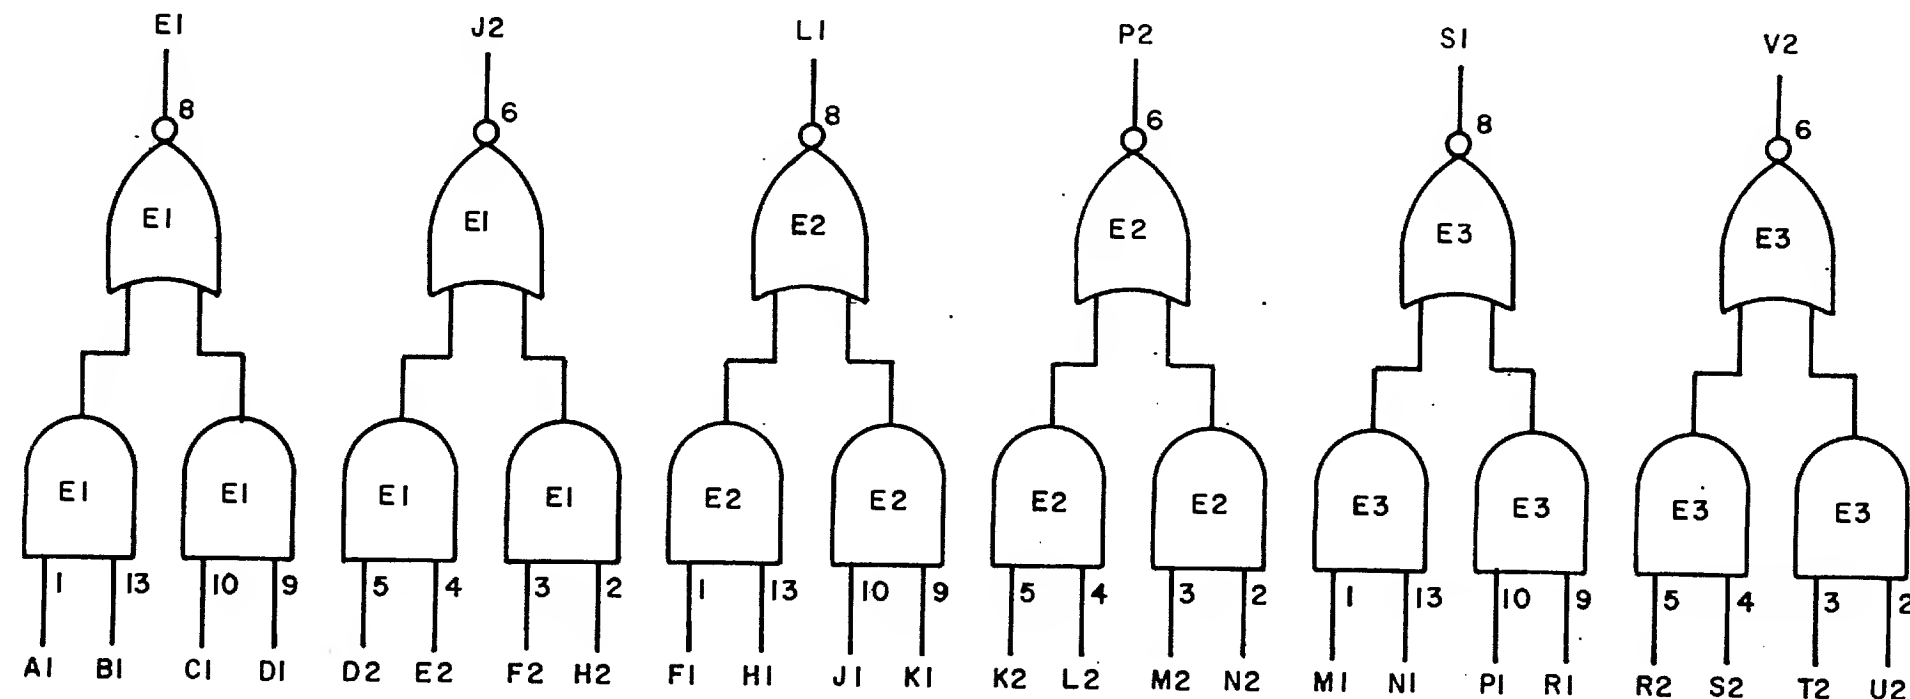 E1 J2 L1 P2 S1 V2
8 6 8 6 8 6
E1 E1 E2 E2 E3 E3
E1 E1 E1 E1 E2 E2 E2 E2 E3 E3 E3 E3
1 13 10 9 5 4 3 2 1 13 10 9 5 4 3 2 1 13 10 9 5 4 3 2
A1 B1 C1 D1 D2 E2 F2 H2 F1 H1 J1 K1 K2 L2 M2 N2 M1 N1 P1 R1 R2 S2 T2 U2